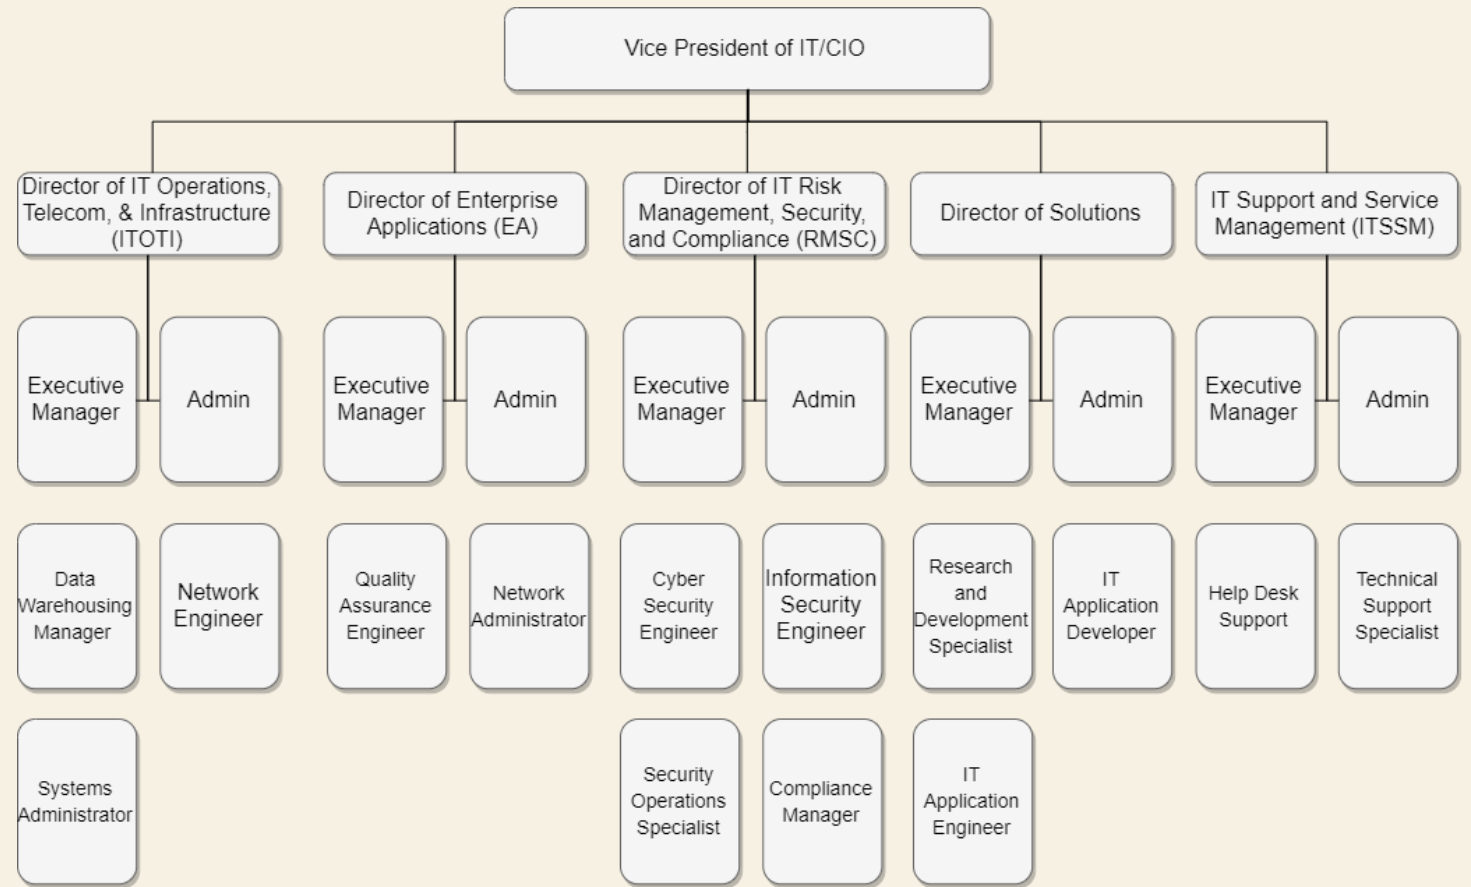 Vice President of IT/CIO
Director of IT Operations,
Telecom, & Infrastructure
(ITOTI)
Director of Enterprise
Applications (EA)
Director of IT Risk
Management, Security,
and Compliance (RMSC)
Director of Solutions
IT Support and Service
Management (ITSSM)
Executive
Manager
Admin
Executive
Manager
Admin
Executive
Manager
Admin
Executive
Manager
Admin
Executive
Manager
Admin
Data
Warehousing
Manager
Network
Engineer
Quality
Assurance
Engineer
Network
Administrator
Cyber
Security
Engineer
Information
Security
Engineer
Research
and
Development
Specialist
IT
Application
Developer
Help Desk
Support
Technical
Support
Specialist
Systems
Administrator
Security
Operations
Specialist
Compliance
Manager
IT
Application
Engineer